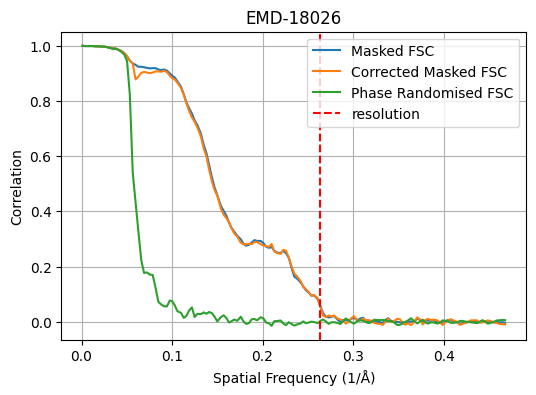 EMD-18026
Masked FSC
Corrected Masked FSC
Phase Randomised FSC
resolution
Correlation
1.0
0.8
0.6
0.4
0.2
0.0
0.0 0.1 0.2 0.3 0.4
Spatial Frequency (1/Å)